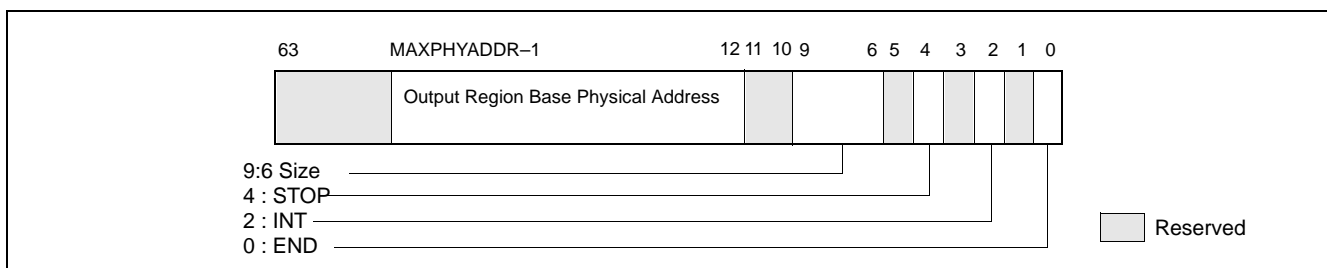 63 MAXPHYADDR–1 12 11 10 9 6 5 4 3 2 1 0
Output Region Base Physical Address
9:6 Size
4 : STOP
2 : INT
0 : END
Reserved